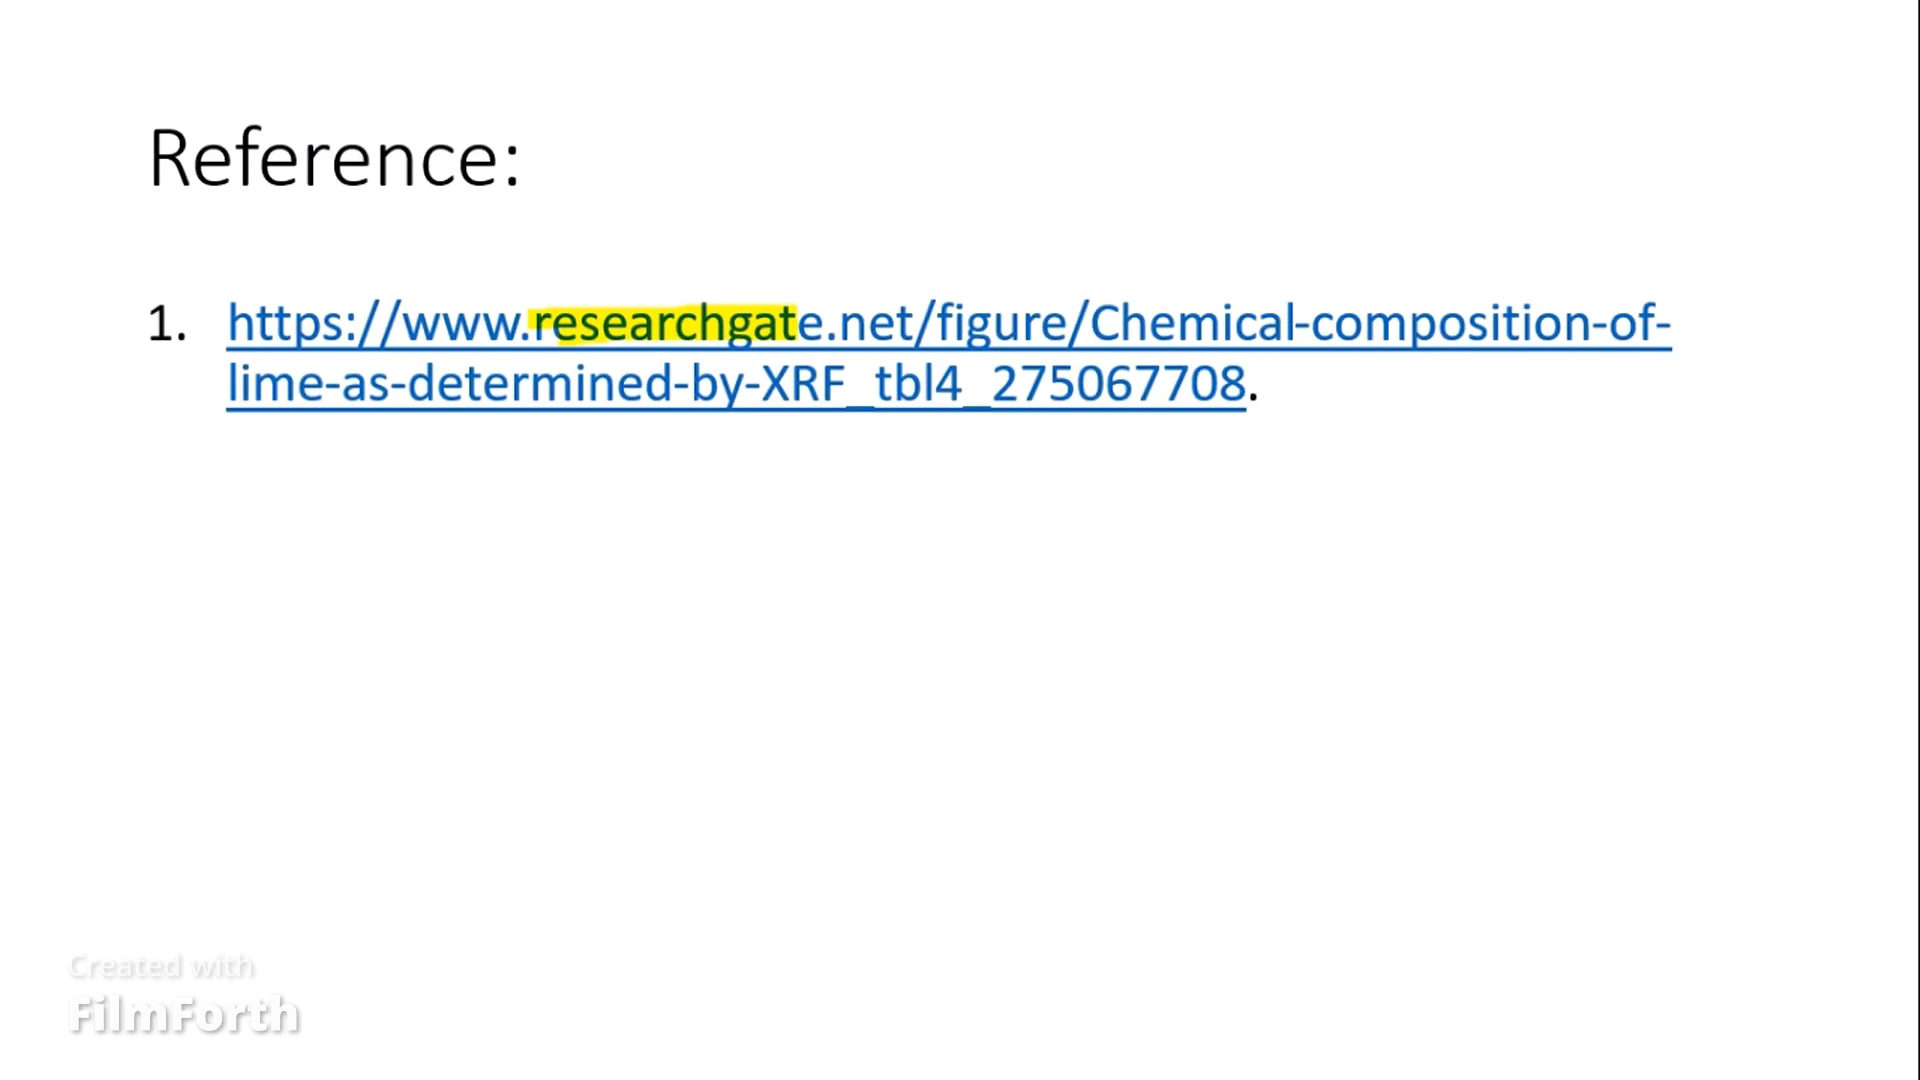 Reference:
1. https://www.researchgate.net/figure/Chemical-composition-of-
lime-as-determined-by-XRF_tbl4_275067708.
Created with
FilmForth